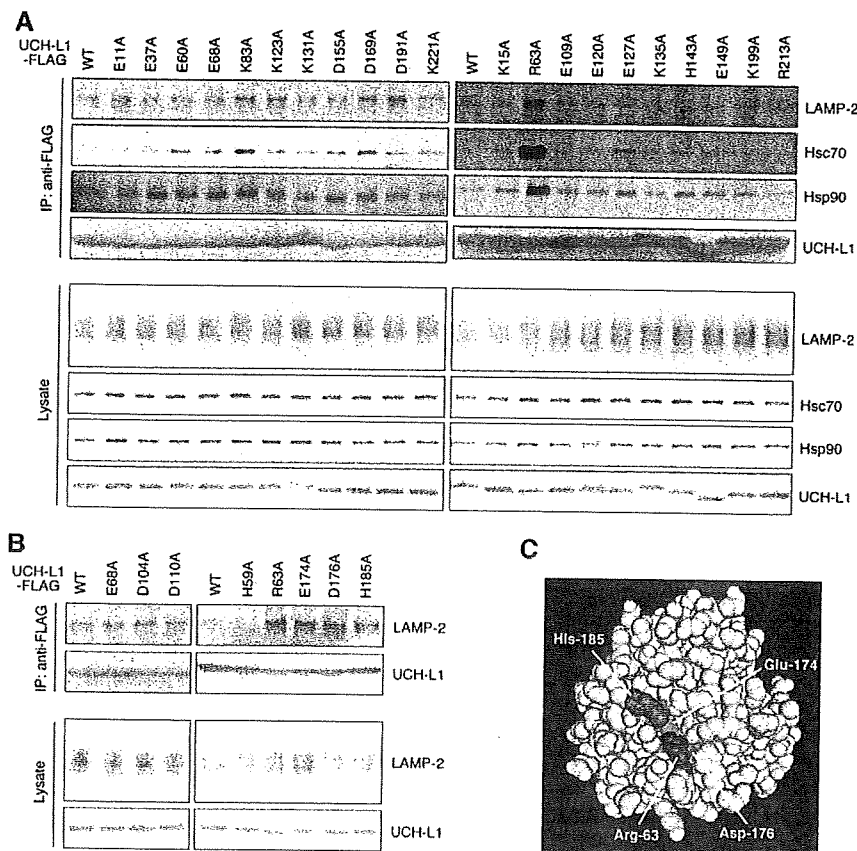 A
UCH-L1
-FLAG
WT E11A E37A E60A E68A K83A K123A K131A D155A D169A D191A K221A
WT K15A R63A E109A E120A E127A K135A H143A E149A K199A R213A
IP: anti-FLAG
LAMP-2
Hsc70
Hsp90
UCH-L1
Lysate
LAMP-2
Hsc70
Hsp90
UCH-L1
B
UCH-L1
-FLAG
WT E68A D104A D110A
WT H59A R63A E174A D176A H185A
IP: anti-FLAG
LAMP-2
UCH-L1
Lysate
LAMP-2
UCH-L1
C
His-185
Glu-174
Arg-63
Asp-176